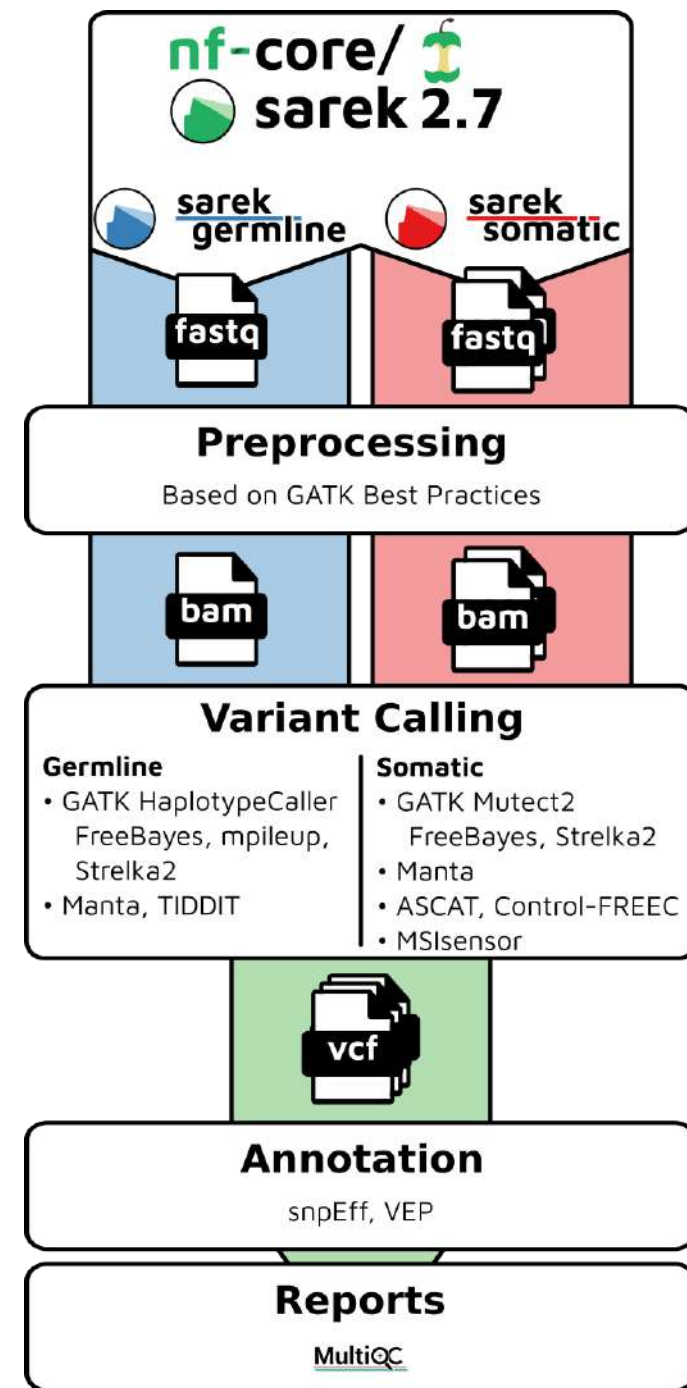 nf-core/
sarek 2.7
sarek
germline
sarek
somatic
fastq
fastq
Preprocessing
Based on GATK Best Practices
bam
bam
Variant Calling
Germline
• GATK HaplotypeCaller
FreeBayes, mpileup,
Strelka2
• Manta, TIDDIT
Somatic
• GATK Mutect2
FreeBayes, Strelka2
• Manta
• ASCAT, Control-FREEC
• MSIsensor
vcf
Annotation
snpEff, VEP
Reports
MultiQC